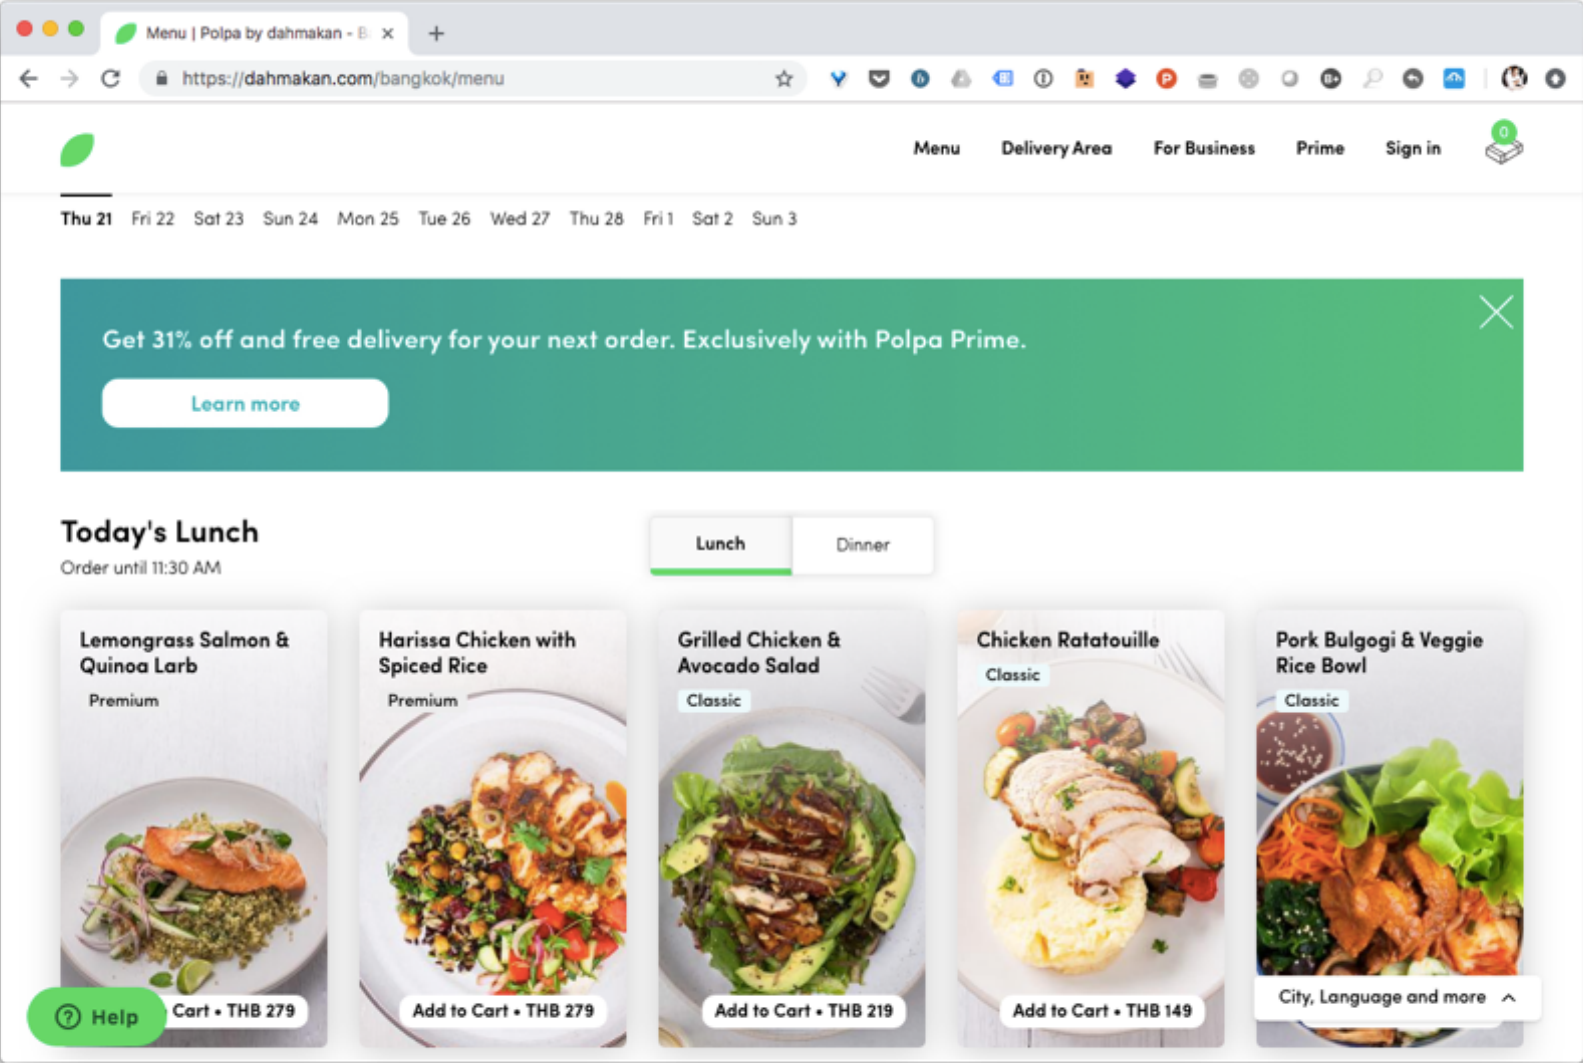 Menu | Polpa by dahmakan - B
https://dahmakan.com/bangkok/menu
Menu Delivery Area For Business Prime Sign in 0
Thu 21 Fri 22 Sat 23 Sun 24 Mon 25 Tue 26 Wed 27 Thu 28 Fri 1 Sat 2 Sun 3
Get 31% off and free delivery for your next order. Exclusively with Polpa Prime.
Learn more
Today's Lunch
Order until 11:30 AM
Lunch Dinner
Lemongrass Salmon &
Quinoa Larb
Premium
Harissa Chicken with
Spiced Rice
Premium
Grilled Chicken &
Avocado Salad
Classic
Chicken Ratatouille
Classic
Pork Bulgogi & Veggie
Rice Bowl
Classic
Cart • THB 279
Add to Cart • THB 279
Add to Cart • THB 219
Add to Cart • THB 149
City, Language and more
Help